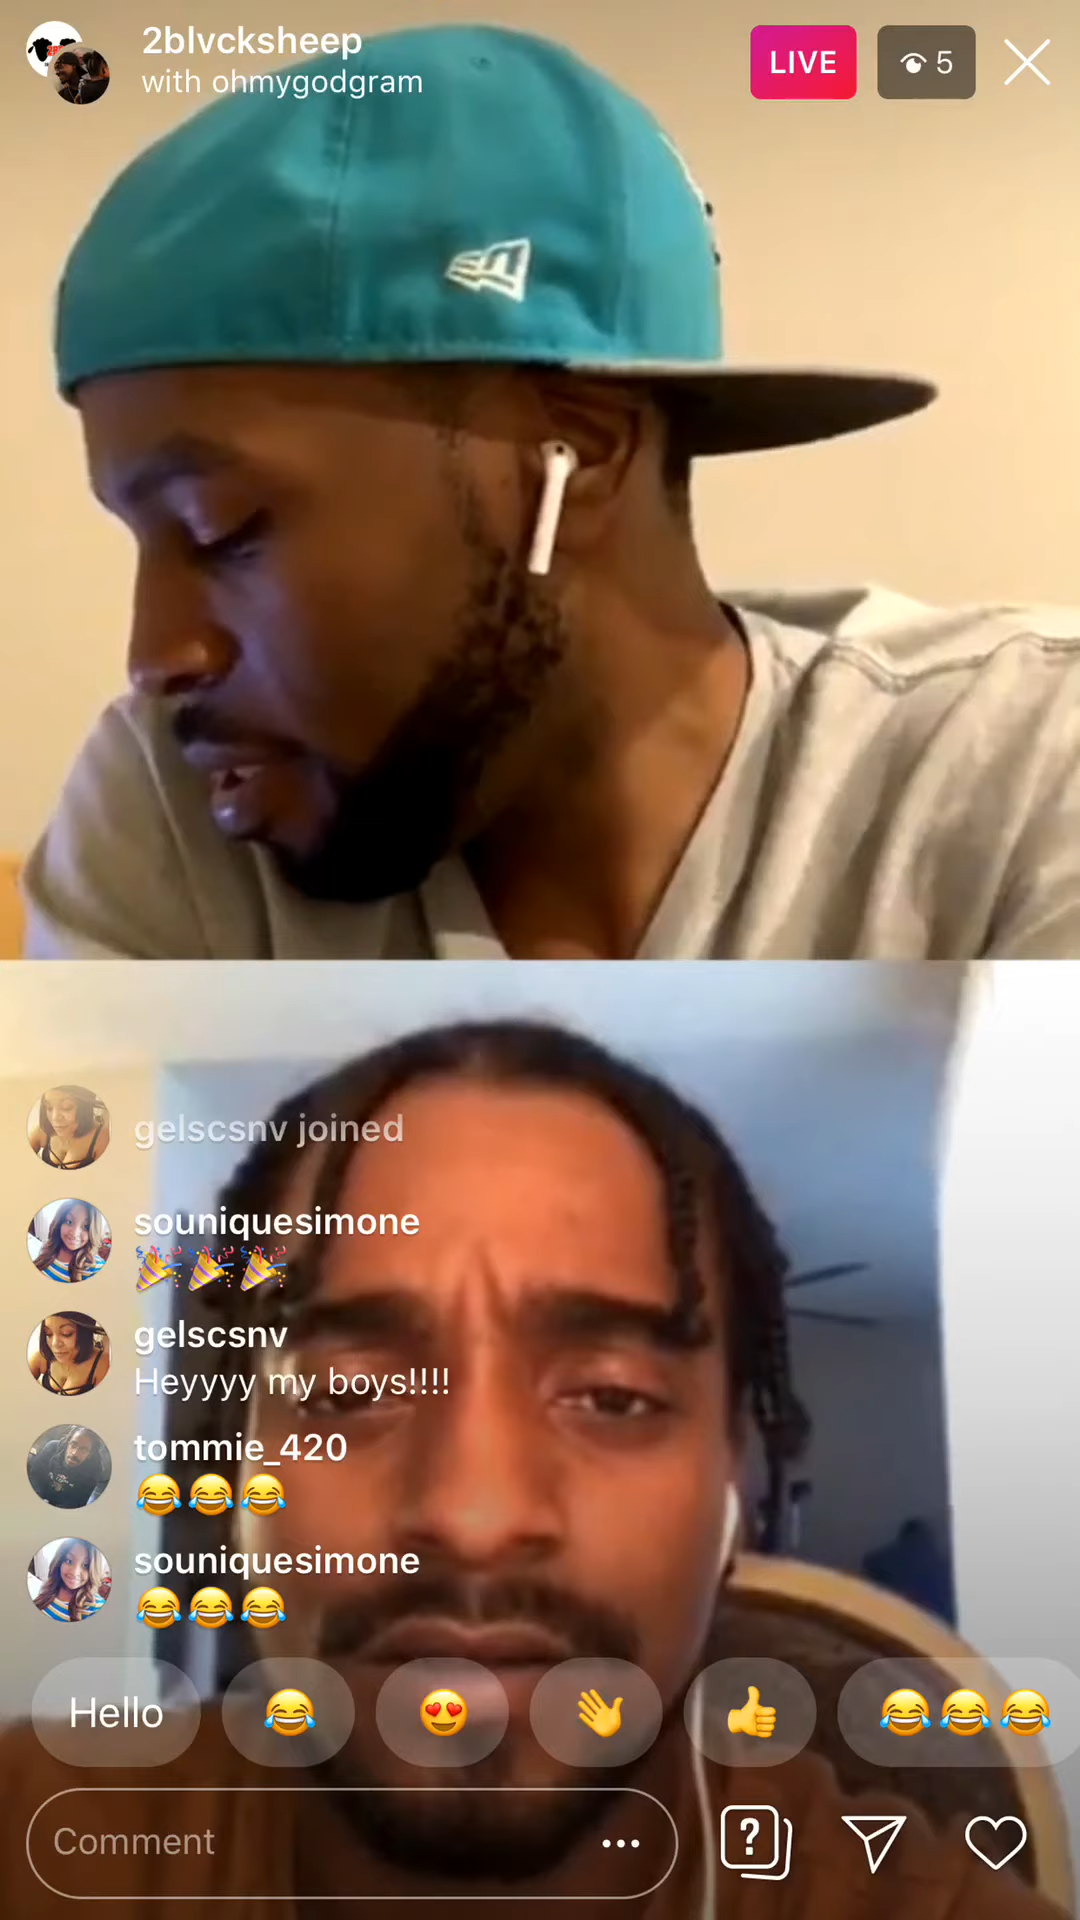 2blvcksheep
with ohmygodgram
LIVE
5
gelscsnv joined
souniquesimone
🎉🎉🎉
gelscsnv
Heyyyy my boys!!!!
tommie_420
😂😂😂
souniquesimone
😂😂😂
Hello 😂 😍 👋 👍 😂😂😂
Comment